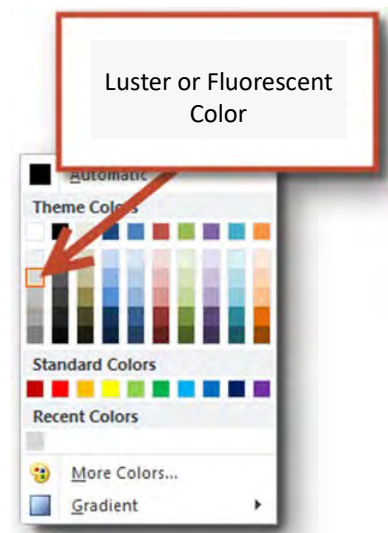 Luster or Fluorescent
Color
Automatic
Theme Colors
Standard Colors
Recent Colors
More Colors...
Gradient